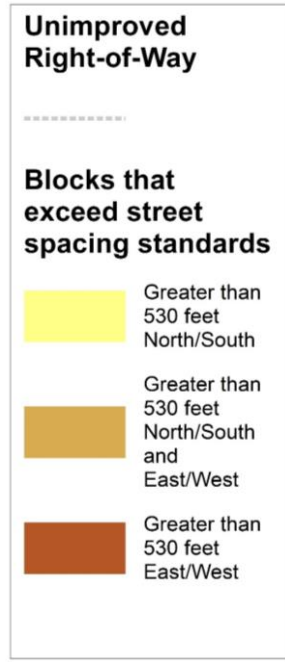 Unimproved
Right-of-Way
Blocks that
exceed street
spacing standards
Greater than
530 feet
North/South
Greater than
530 feet
North/South
and
East/West
Greater than
530 feet
East/West